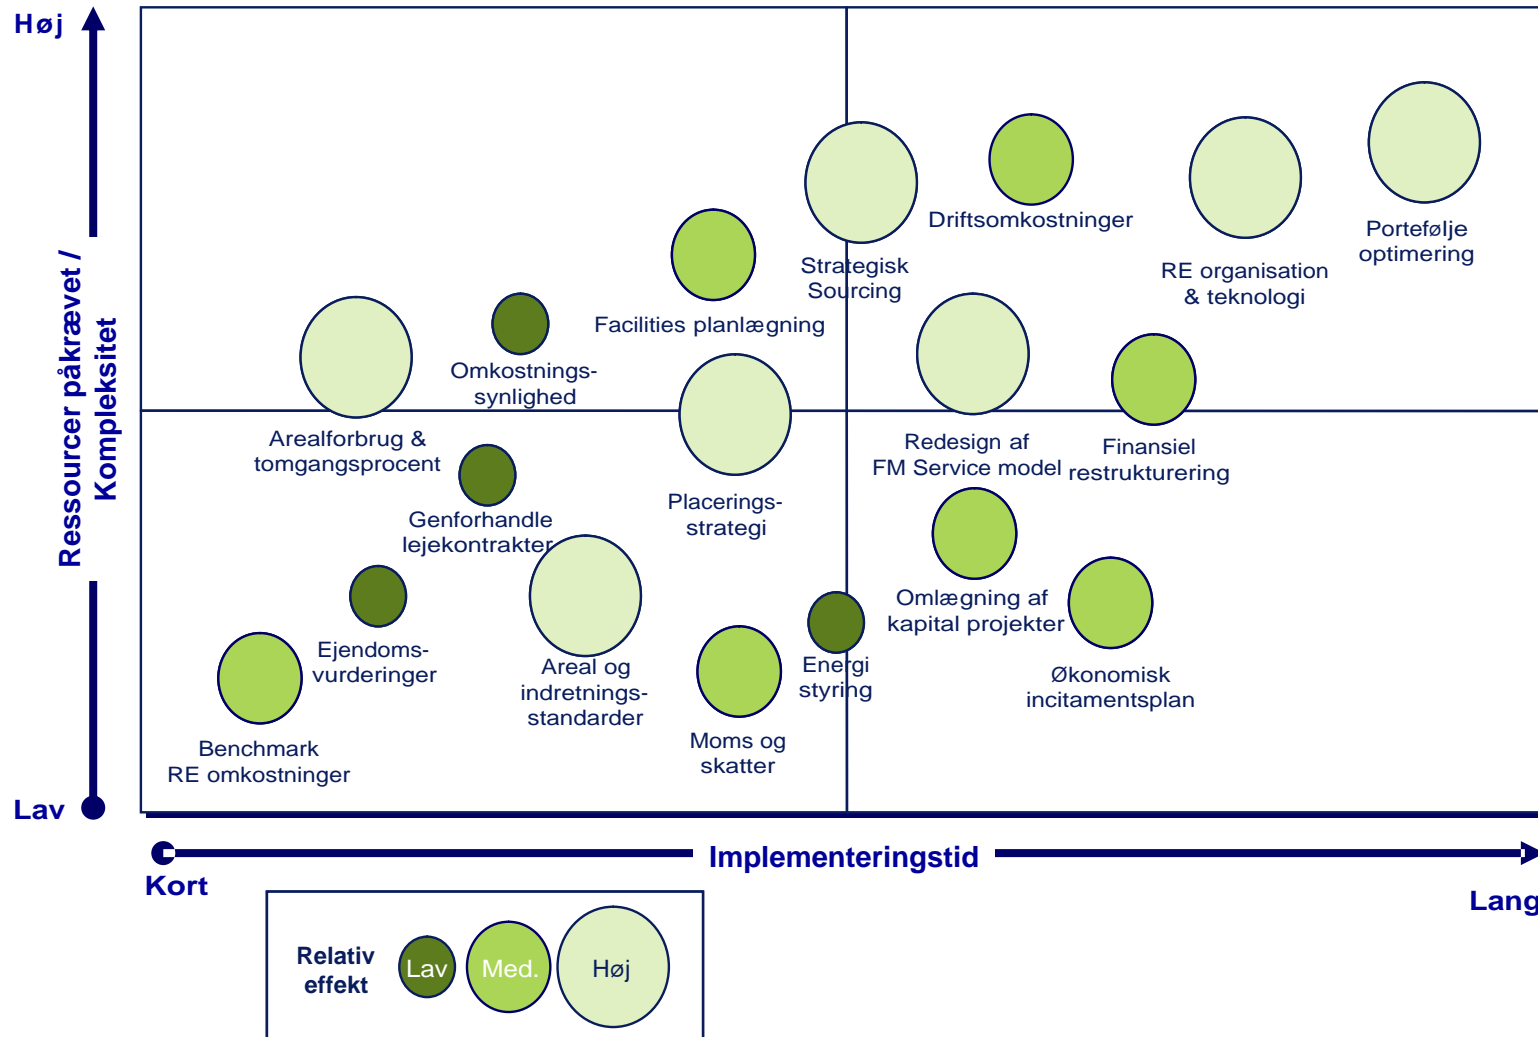 Høj
Ressourcer påkrævet /
Kompleksitet
Lav
Driftsomkostninger
Portefølje
optimering
Strategisk
Sourcing
RE organisation
& teknologi
Facilities planlægning
Omkostnings-
synlighed
Arealforbrug &
tomgangsprocent
Redesign af
FM Service model
Finansiel
restrukturering
Placerings-
strategi
Genforhandle
lejekontrakter
Omlægning af
kapital projekter
Ejendoms-
vurderinger
Areal og
indretnings-
standarder
Energi
styring
Økonomisk
incitamentsplan
Moms og
skatter
Benchmark
RE omkostninger
Implementeringstid
Kort
Lang
Relativ
effekt
Lav
Med.
Høj